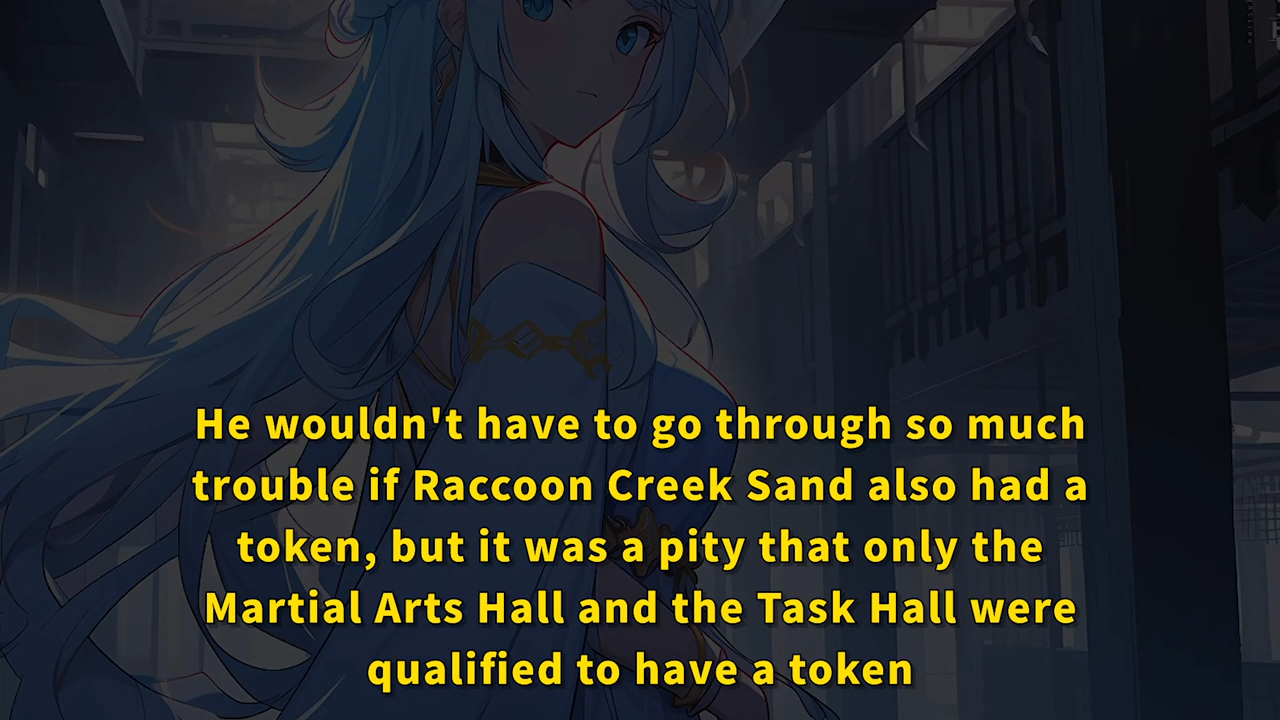 He wouldn't have to go through so much
trouble if Raccoon Creek Sand also had a
token, but it was a pity that only the
Martial Arts Hall and the Task Hall were
qualified to have a token